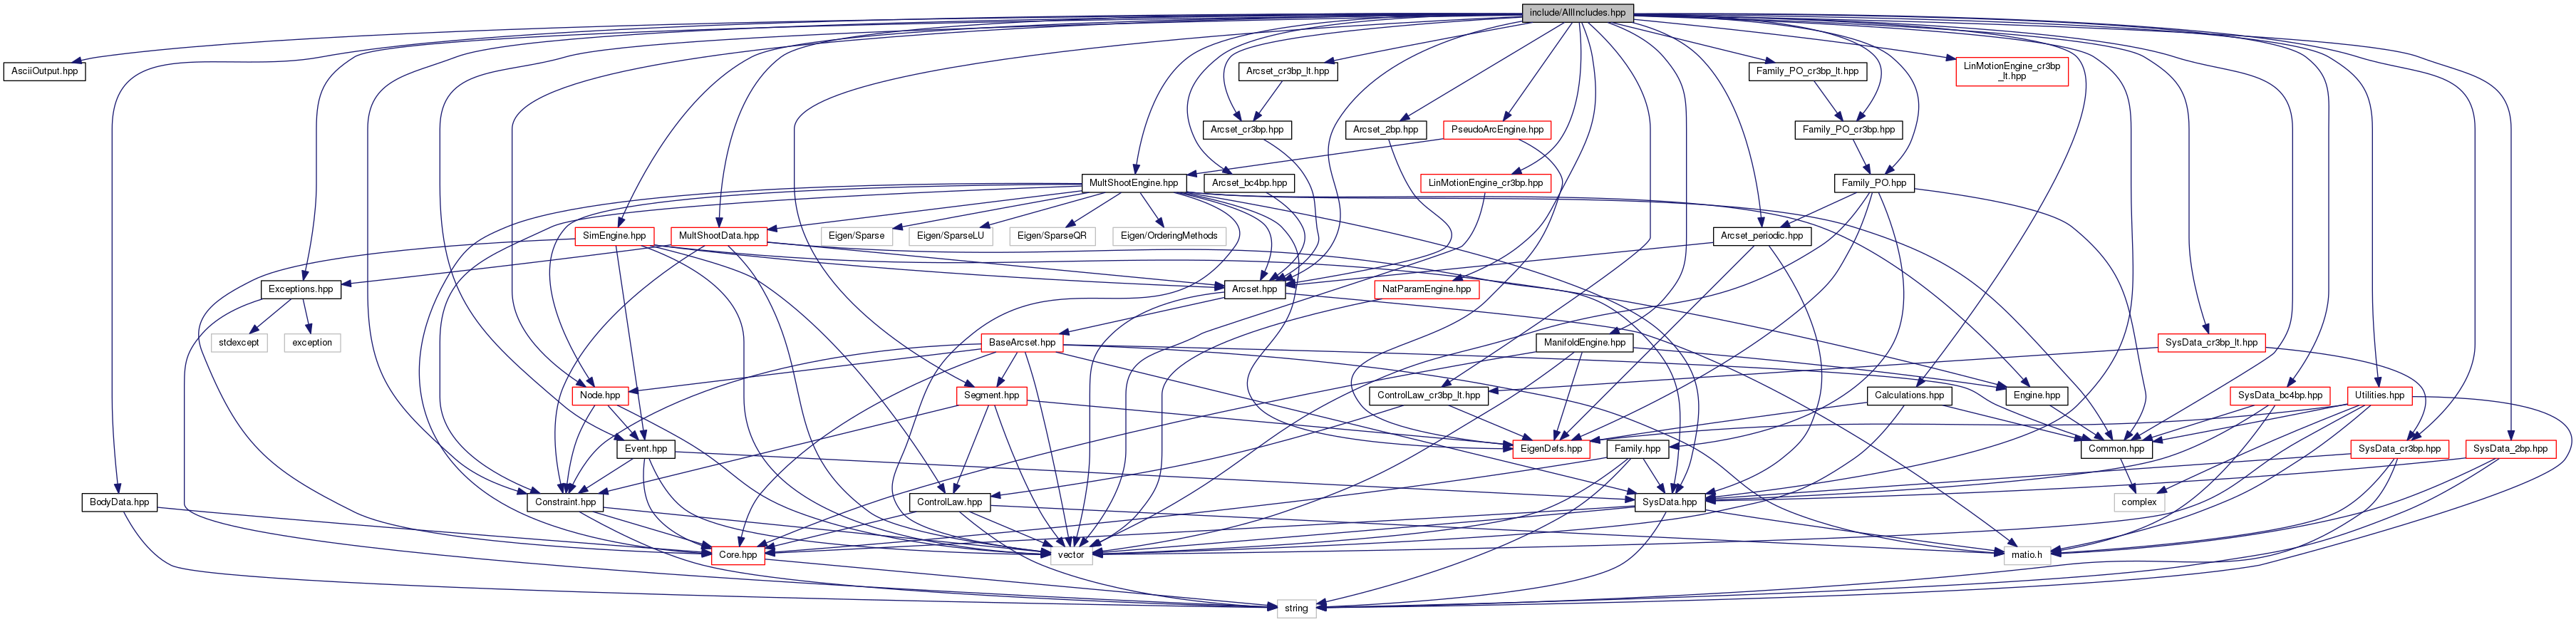 include/AllIncludes.hpp
AsciiOutput.hpp
Arcset_cr3bp_lt.hpp
Family_PO_cr3bp_lt.hpp
LinMotionEngine_cr3bp
_lt.hpp
Arcset_cr3bp.hpp
Arcset_2bp.hpp
PseudoArcEngine.hpp
Family_PO_cr3bp.hpp
MultShootEngine.hpp
Arcset_bc4bp.hpp
LinMotionEngine_cr3bp.hpp
Family_PO.hpp
SimEngine.hpp
MultShootData.hpp
Eigen/Sparse
Eigen/SparseLU
Eigen/SparseQR
Eigen/OrderingMethods
Arcset_periodic.hpp
Exceptions.hpp
Arcset.hpp
NatParamEngine.hpp
stdexcept
exception
BaseArcset.hpp
ManifoldEngine.hpp
SysData_cr3bp_lt.hpp
Node.hpp
Segment.hpp
ControlLaw_cr3bp_lt.hpp
Calculations.hpp
Engine.hpp
SysData_bc4bp.hpp
Utilities.hpp
Event.hpp
EigenDefs.hpp
Family.hpp
Common.hpp
SysData_cr3bp.hpp
SysData_2bp.hpp
BodyData.hpp
Constraint.hpp
ControlLaw.hpp
SysData.hpp
complex
Core.hpp
vector
matio.h
string